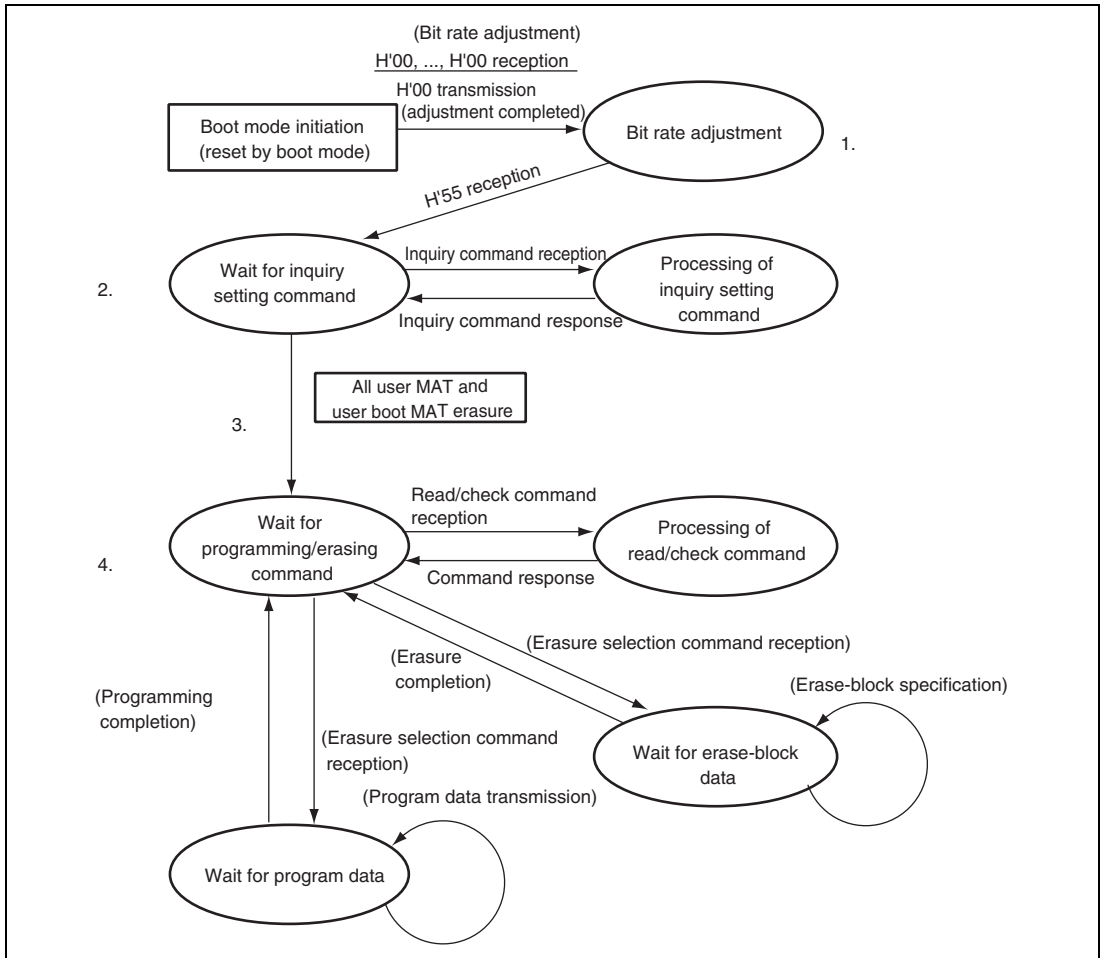 (Bit rate adjustment)
H'00, ..., H'00 reception
H'00 transmission
(adjustment completed)
Boot mode initiation
(reset by boot mode)
Bit rate adjustment
1.
H'55 reception
2.
Wait for inquiry
setting command
Inquiry command reception
Inquiry command response
Processing of
inquiry setting
command
All user MAT and
user boot MAT erasure
3.
4.
Wait for
programming/erasing
command
Read/check command
reception
Command response
Processing of
read/check command
(Erasure selection command reception)
(Erasure
completion)
(Programming
completion)
(Erase-block specification)
(Erasure selection command
reception)
Wait for erase-block
data
(Program data transmission)
Wait for program data